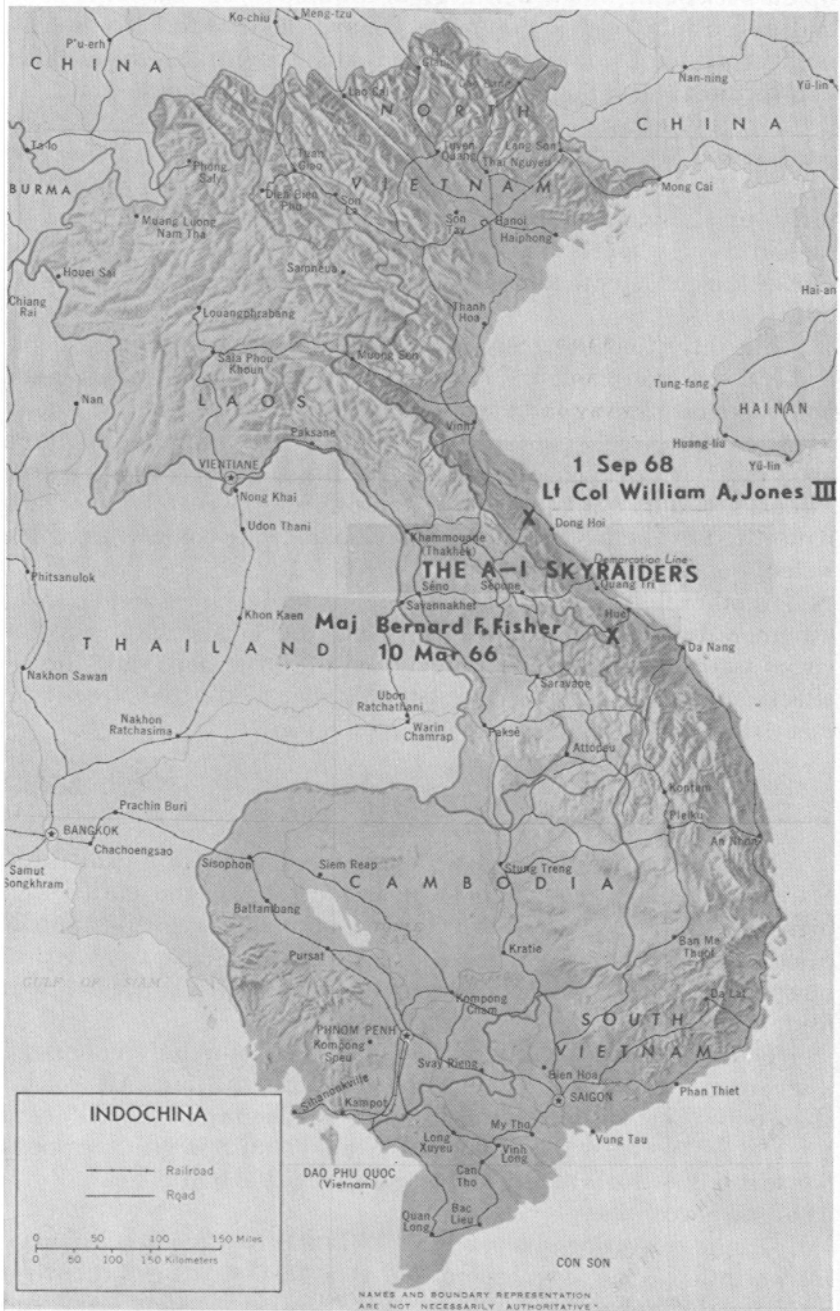 Ko-chiu
Meng-tzu
P'u-erh
CHINA
Nan-ning
Yü-lin
Lao Cai
NORTH
CHINA
Ta-lo
Phong
Saly
Tuan
Giao
Tuyen
Quang
Lang Son
Thai Nguyen
BURMA
Dien Bien
Phu
Son
La
VIETNAM
Mong Cai
Muang Luong
Nam Tha
Son
Tay
Hanoi
Haiphong
Houei Sai
Samneua
Hai-an
Chiang
Rai
Louangphrabang
Thanh
Hoa
Sala Phou
Khoun
Muong Sen
Tung-fang
Nan
LAOS
HAINAN
Vinh
Huang-liu
Paksane
Yü-lin
1 Sep 68
VIENTIANE
Lt Col William A, Jones III
Nong Khai
X
Dong Hoi
Udon Thani
Khammouane
(Thakhek)
Demarcation Line
Phitsanulok
THE A-I SKYRAIDERS
Quang Tri
Séno
Sepone
Savannakhet
Hue
Khon Kaen
Maj Bernard F. Fisher
X
THAILAND
10 Mar 66
Da Nang
Nakhon Sawan
Saravane
Ubon
Ratchathani
Nakhon
Ratchasima
Warin
Chamrap
Paksé
Attopeu
Kontum
Prachin Buri
Pleiku
BANGKOK
An Nhon
Chachoengsao
Sisophon
Samut
Songkhram
Siem Reap
Stung Treng
CAMBODIA
Battambang
Pursat
Kratie
Ban Me
Thuot
GULF OF SIAM
Da Lat
Kompong
Cham
SOUTH
PHNOM PENH
Kompong
Speu
VIETNAM
Svay Rieng
Bien Hoa
Phan Thiet
SAIGON
Sihanoukville
Kampot
INDOCHINA
My Tho
Long
Xuyeu
Vinh
Long
Vung Tau
Railroad
DAO PHU QUOC
(Vietnam)
Can
Tho
Road
Quan
Long
Bac
Lieu
0 50 100 150 Miles
0 50 100 150 Kilometers
CON SON
NAMES AND BOUNDARY REPRESENTATION
ARE NOT NECESSARILY AUTHORITATIVE